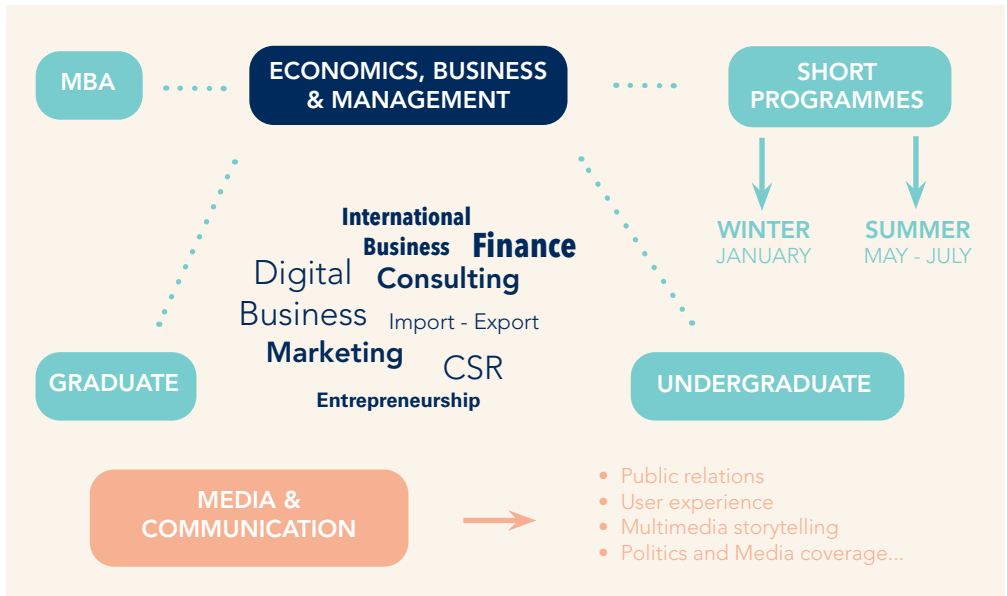 MBA
ECONOMICS, BUSINESS
& MANAGEMENT
SHORT
PROGRAMMES
WINTER
JANUARY
SUMMER
MAY - JULY
International
Business
Finance
Digital
Business
Consulting
Import - Export
Marketing
CSR
Entrepreneurship
GRADUATE
UNDERGRADUATE
MEDIA &
COMMUNICATION
• Public relations
• User experience
• Multimedia storytelling
• Politics and Media coverage...